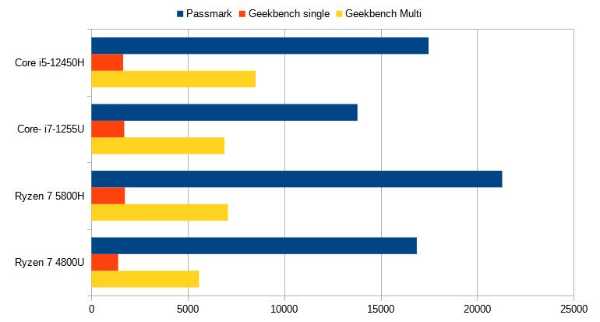 Passmark Geekbench single Geekbench Multi
Core i5-12450H
Core- i7-1255U
Ryzen 7 5800H
Ryzen 7 4800U
0 5000 10000 15000 20000 25000